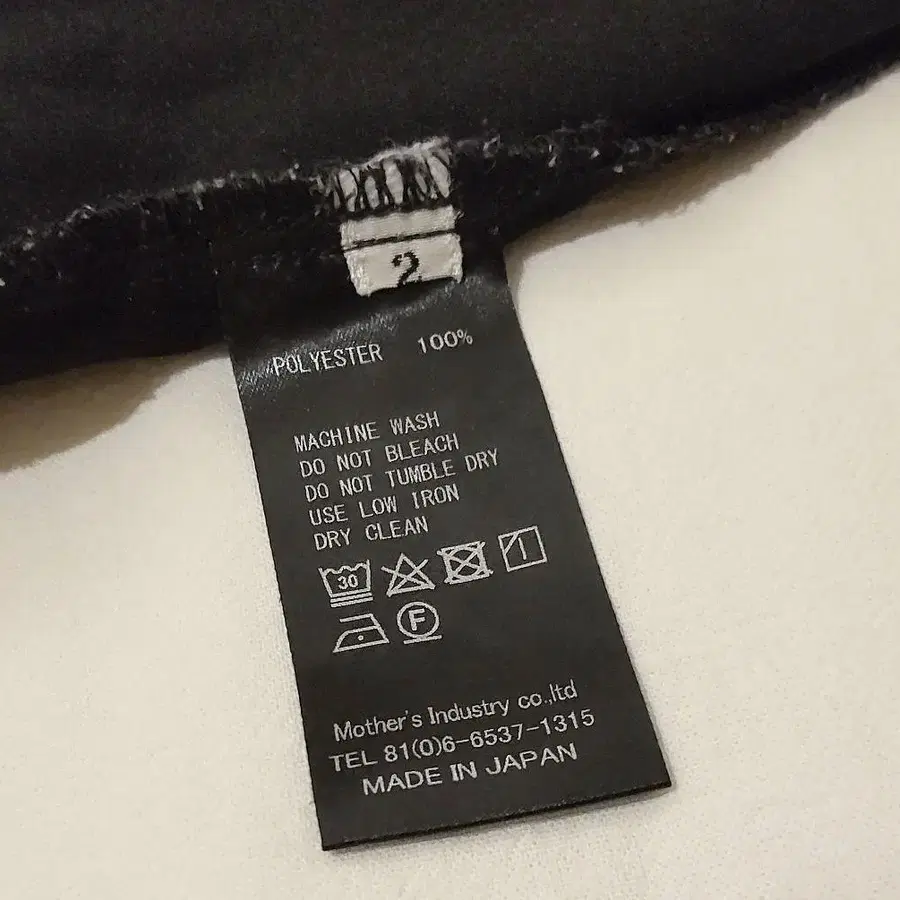 2
POLYESTER 100%
MACHINE WASH
DO NOT BLEACH
DO NOT TUMBLE DRY
USE LOW IRON
DRY CLEAN
30
F
Mother's Industry co.,ltd
TEL 81(0)6-6537-1315
MADE IN JAPAN